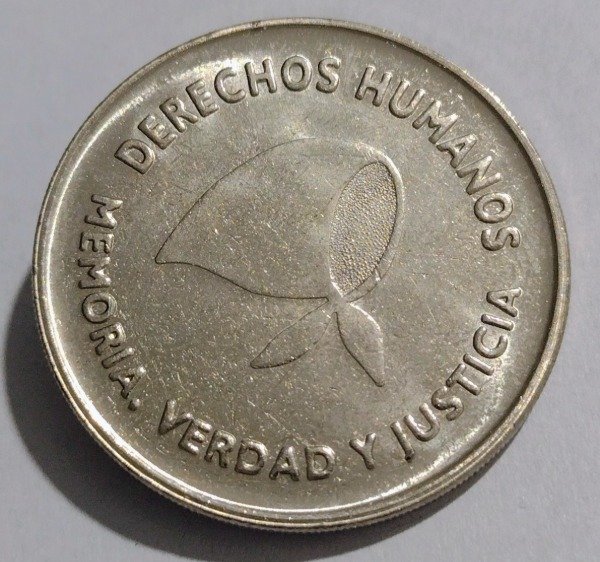 DERECHOS HUMANOS
MEMORIA. VERDAD Y JUSTICIA